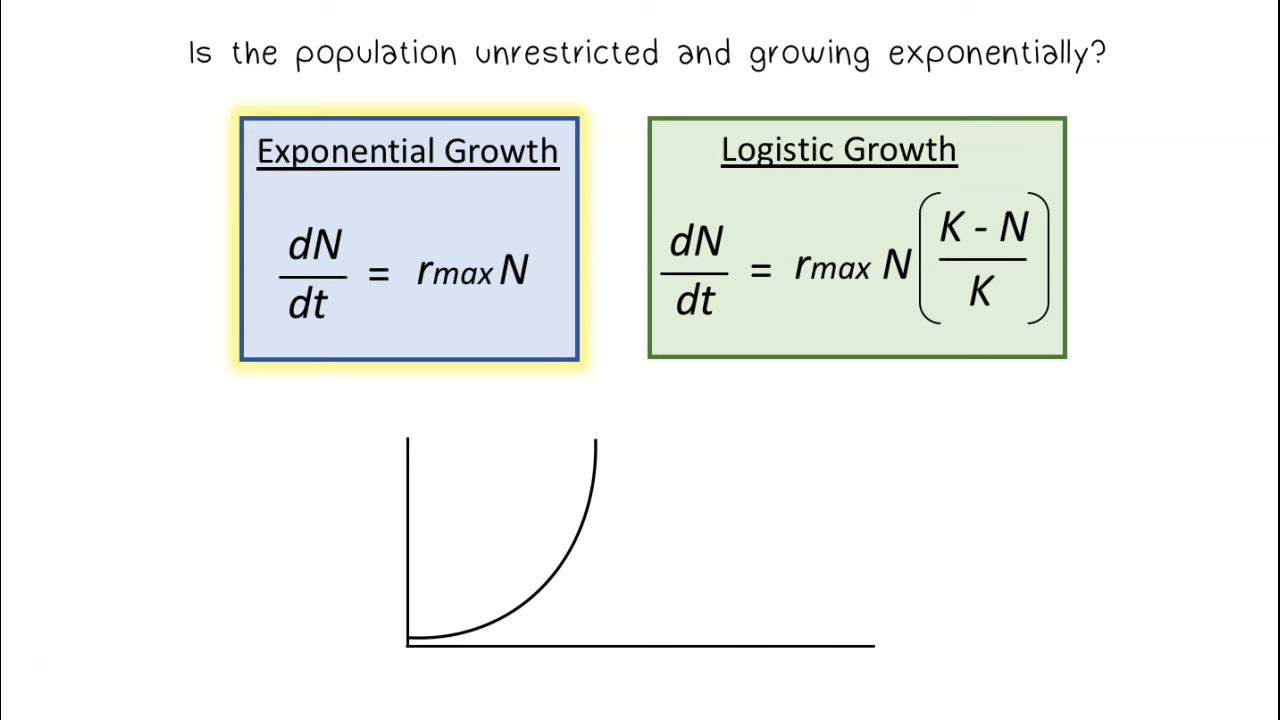 Is the population unrestricted and growing exponentially?
Exponential Growth
dN
dt
= rmax N
Logistic Growth
dN
dt
= rmax N
K - N
K